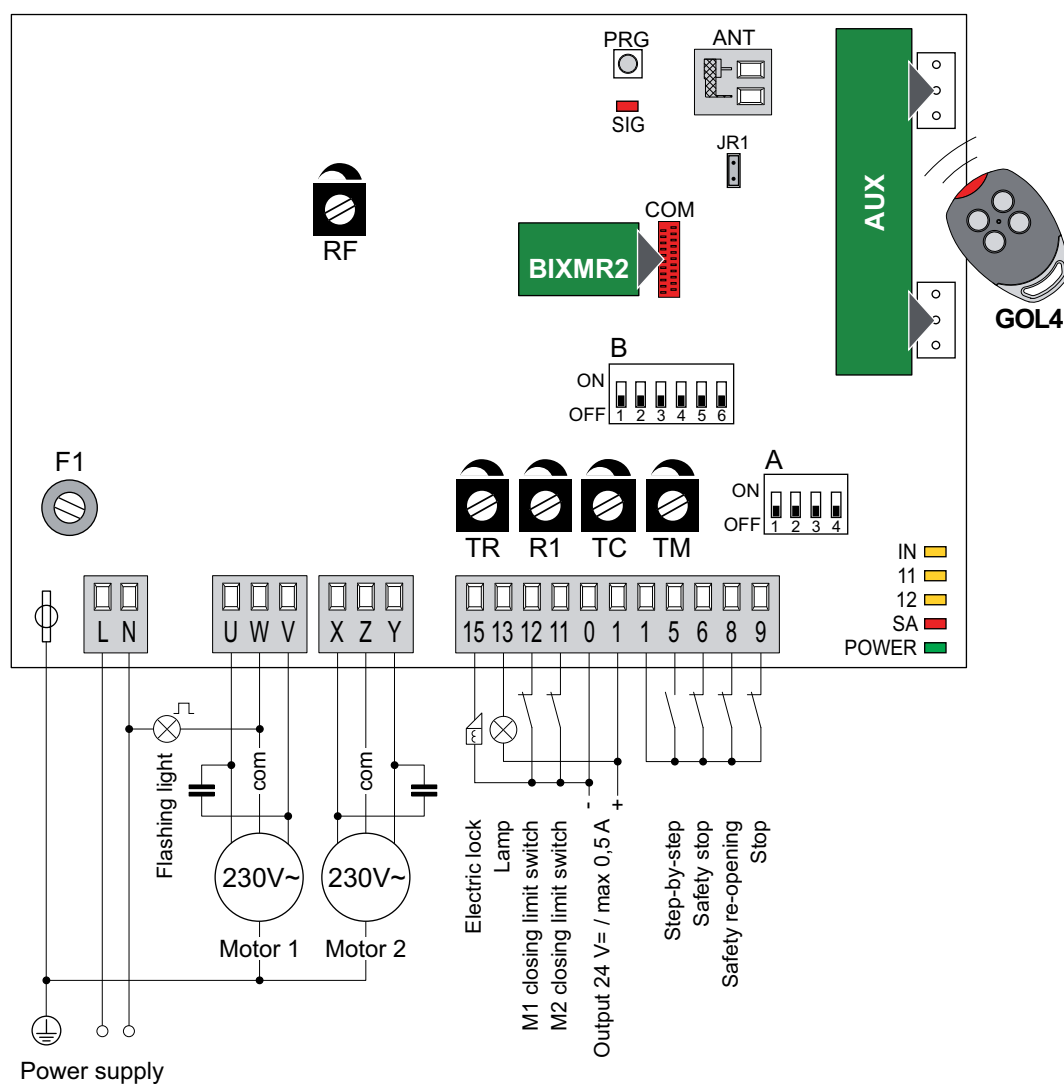 PRG
ANT
SIG
JR1
RF
COM
BIXMR2
AUX
GOL4
B
ON
OFF
1 2 3 4 5 6
F1
A
ON
OFF
1 2 3 4
TR R1 TC TM
IN
11
12
SA
POWER
L N
U W V
X Z Y
15 13 12 11 0 1 1 5 6 8 9
Flashing light
com
com
230V~
230V~
Motor 1
Motor 2
- +
Electric lock
Lamp
M1 closing limit switch
M2 closing limit switch
Output 24 V= / max 0,5 A
Step-by-step
Safety stop
Safety re-opening
Stop
Power supply